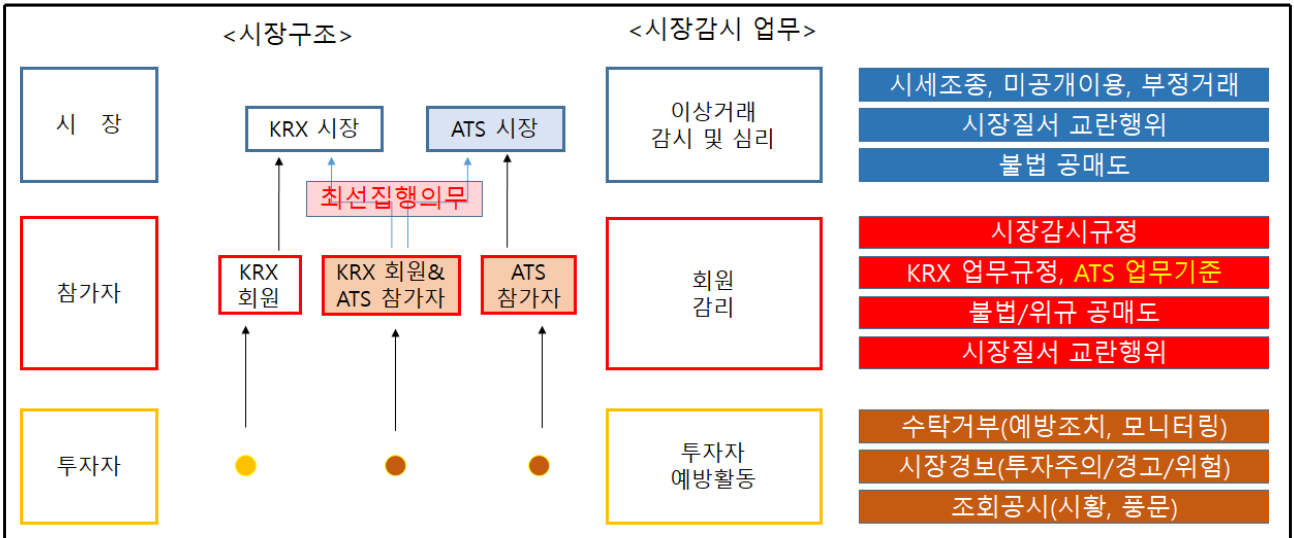 <시장구조>
<시장감시 업무>
시 장
KRX 시장
ATS 시장
최선집행의무
이상거래
감시 및 심리
시세조종, 미공개이용, 부정거래
시장질서 교란행위
불법 공매도
참가자
KRX
회원
KRX 회원&
ATS 참가자
ATS
참가자
회원
감리
시장감시규정
KRX 업무규정, ATS 업무기준
불법/위규 공매도
시장질서 교란행위
투자자
투자자
예방활동
수탁거부(예방조치, 모니터링)
시장경보(투자주의/경고/위험)
조회공시(시황, 풍문)